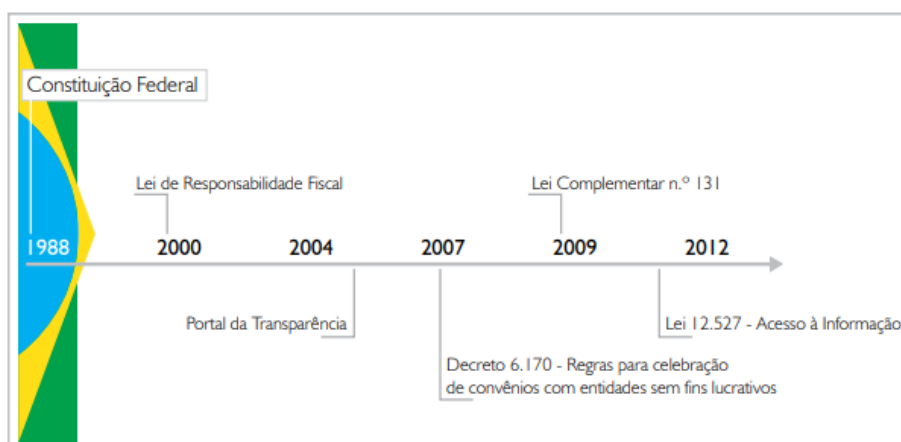 Constituição Federal
Lei de Responsabilidade Fiscal
Lei Complementar n.º 131
1988
2000
2004
2007
2009
2012
Portal da Transparência
Lei 12.527 - Acesso à Informação
Decreto 6.170 - Regras para celebração
de convênios com entidades sem fins lucrativos